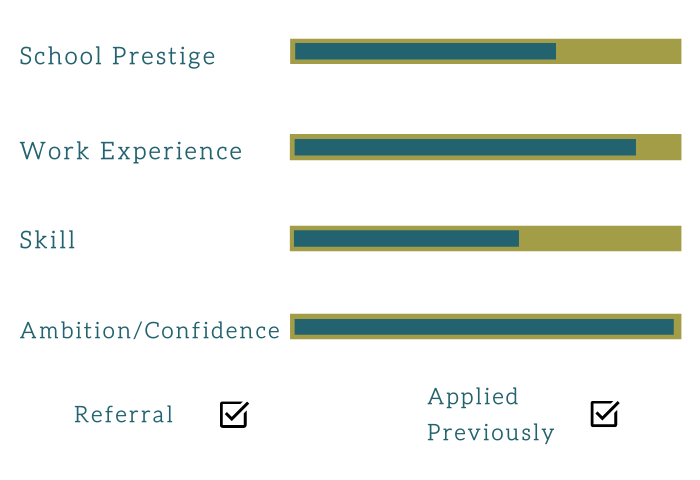 School Prestige
Work Experience
Skill
Ambition/Confidence
Referral
Applied
Previously